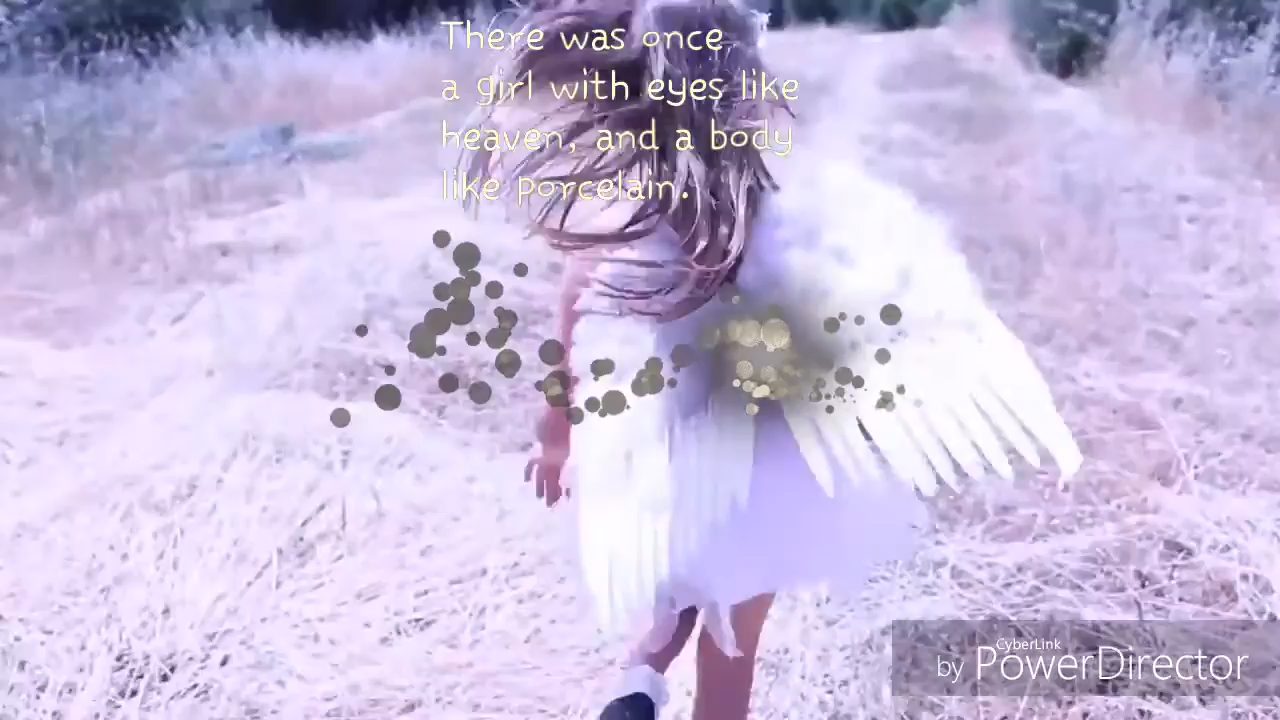 There was once
a girl with eyes like
heaven, and a body
like porcelain.
CyberLink
by PowerDirector